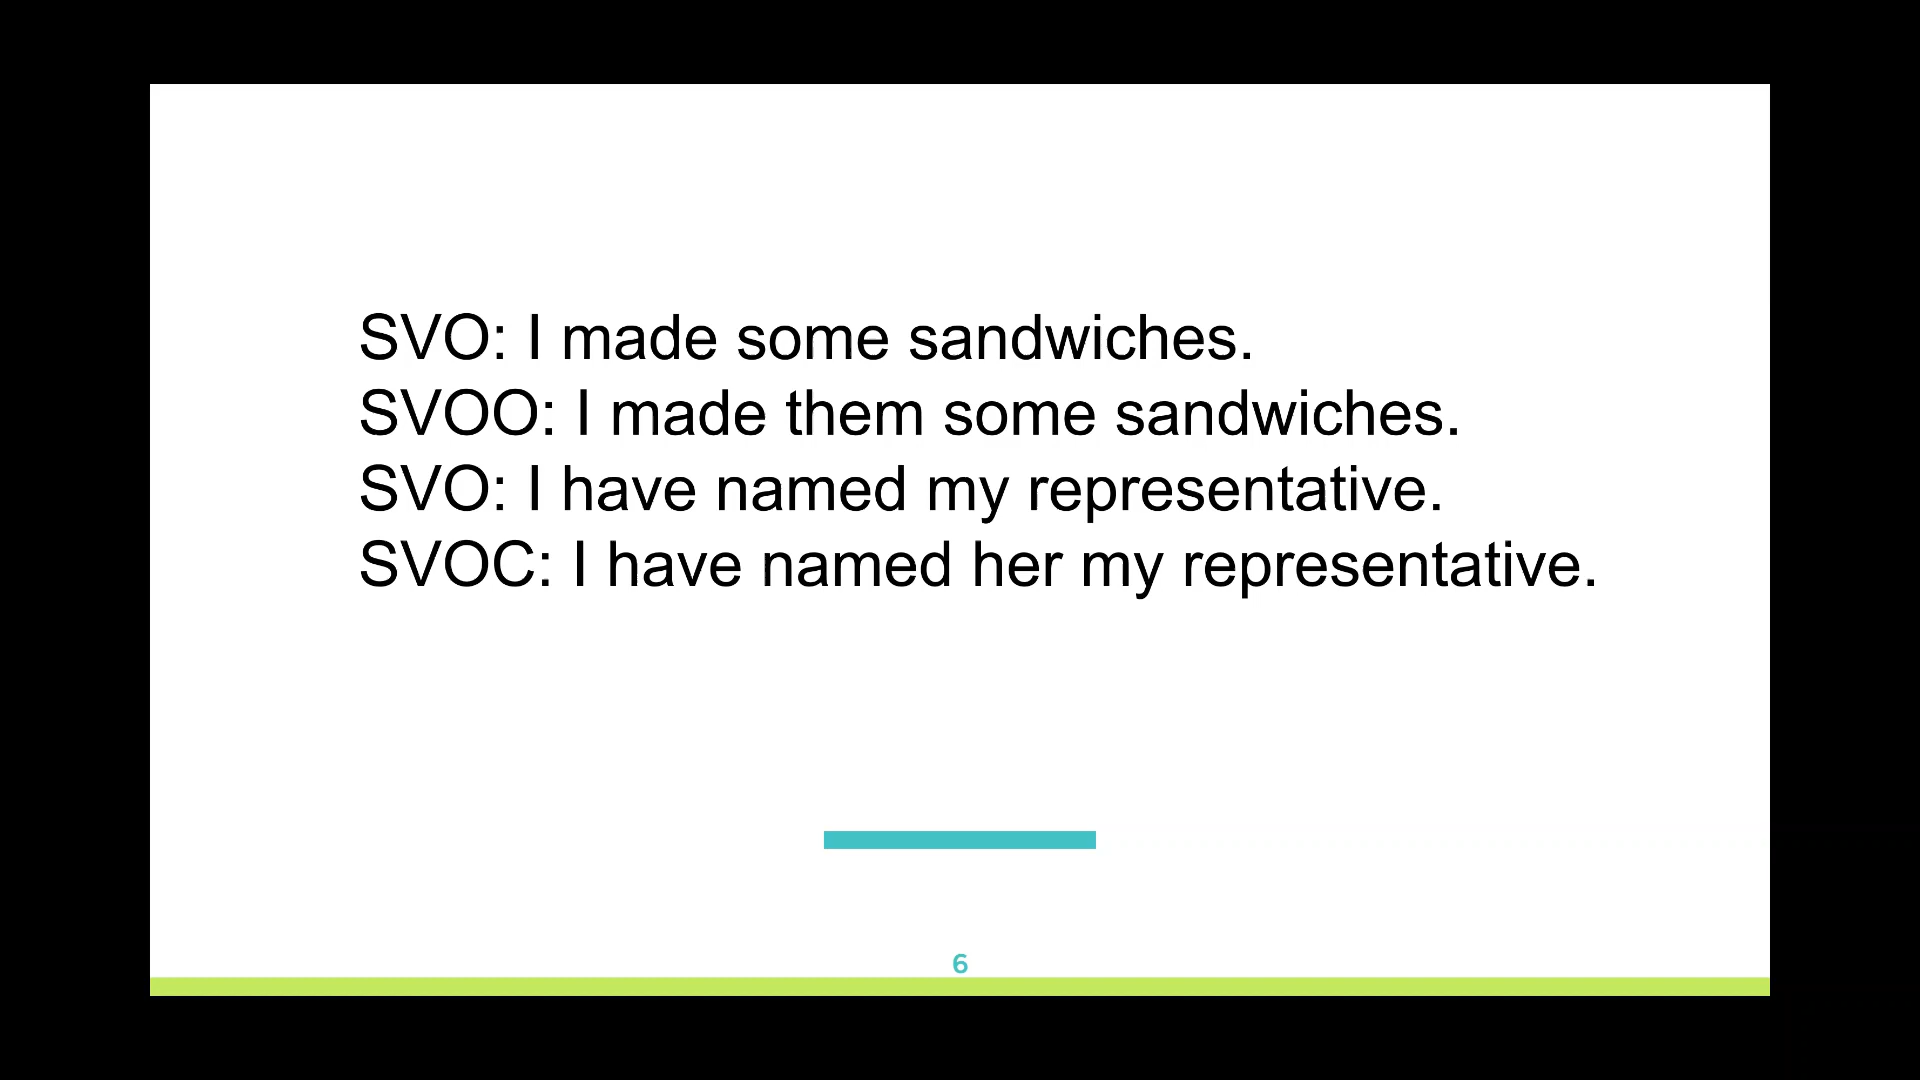 SVO: I made some sandwiches.
SVOO: I made them some sandwiches.
SVO: I have named my representative.
SVOC: I have named her my representative.
6